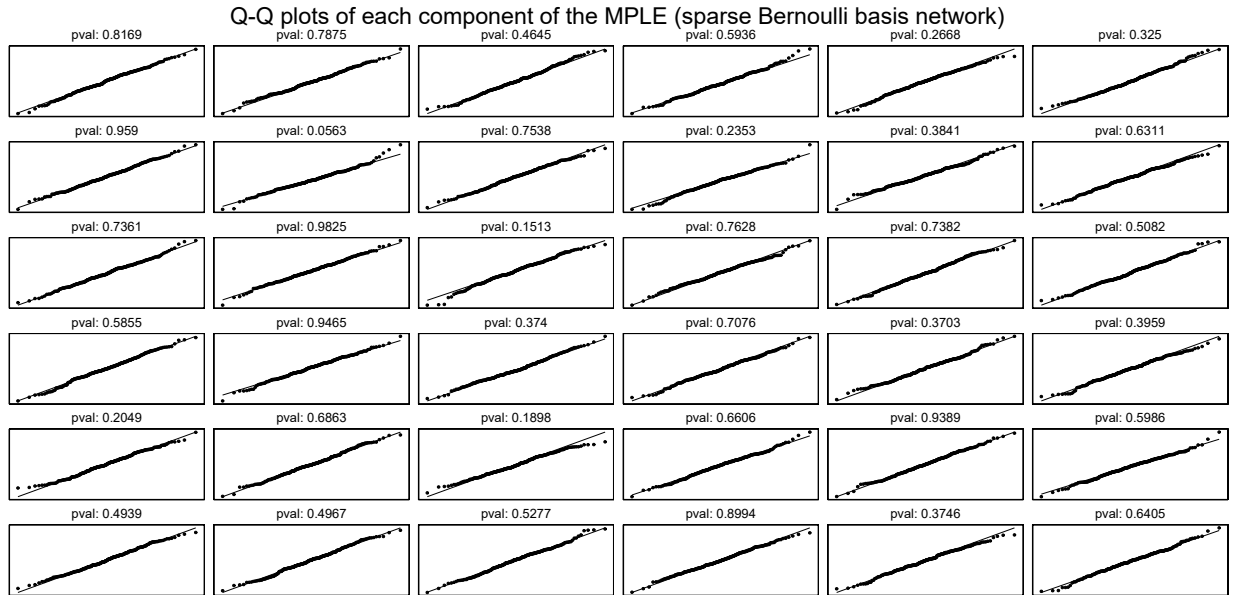 Q-Q plots of each component of the MPLE (sparse Bernoulli basis network)
pval: 0.8169 pval: 0.7875 pval: 0.4645 pval: 0.5936 pval: 0.2668 pval: 0.325
pval: 0.959 pval: 0.0563 pval: 0.7538 pval: 0.2353 pval: 0.3841 pval: 0.6311
pval: 0.7361 pval: 0.9825 pval: 0.1513 pval: 0.7628 pval: 0.7382 pval: 0.5082
pval: 0.5855 pval: 0.9465 pval: 0.374 pval: 0.7076 pval: 0.3703 pval: 0.3959
pval: 0.2049 pval: 0.6863 pval: 0.1898 pval: 0.6606 pval: 0.9389 pval: 0.5986
pval: 0.4939 pval: 0.4967 pval: 0.5277 pval: 0.8994 pval: 0.3746 pval: 0.6405